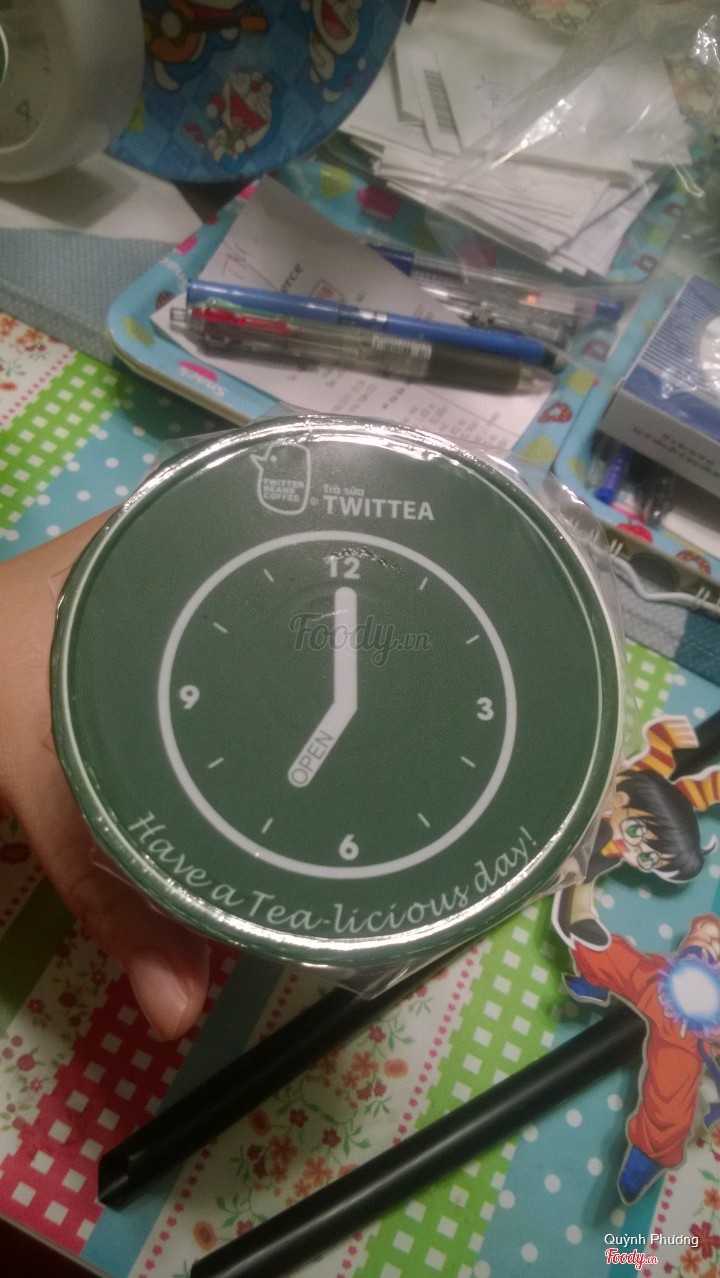 TWITTER
BEANS
COFFEE
®
Trà sữa
TWITTEA
12
Foody.vn
9
3
OPEN
6
Have a Tea-licious day!
Quỳnh Phương
Foody.vn